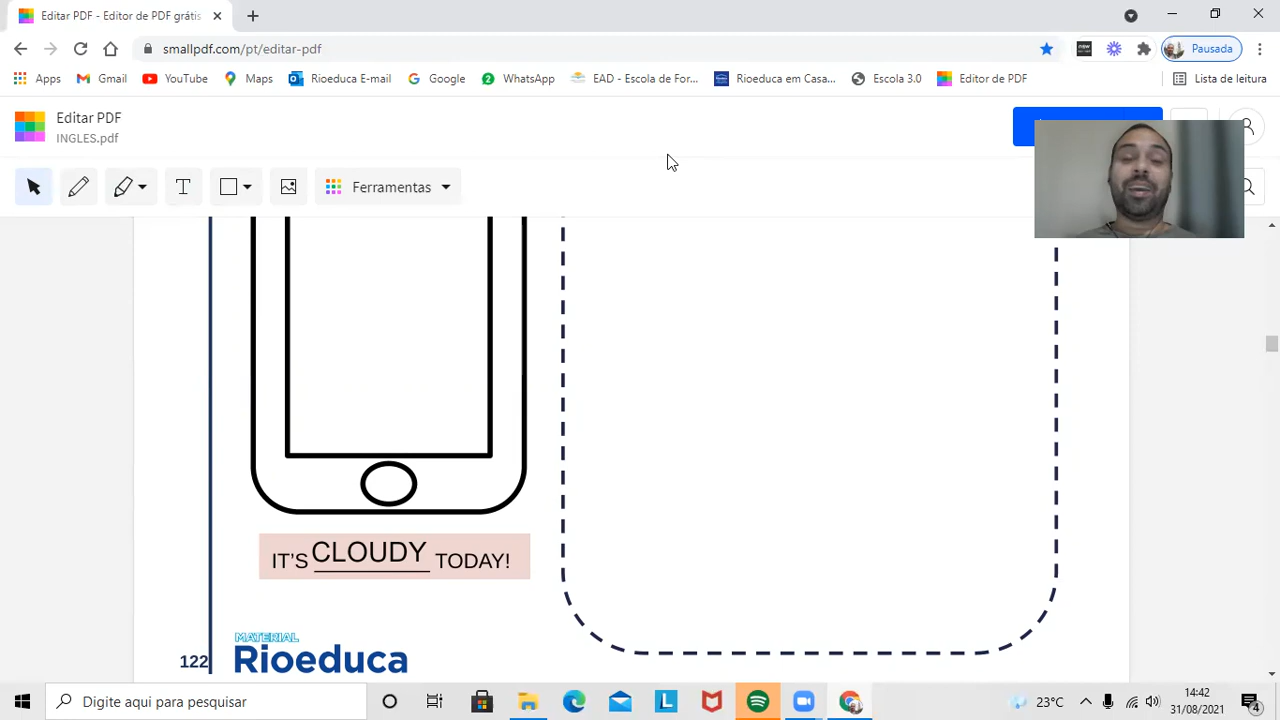 Editar PDF - Editor de PDF grátis
smallpdf.com/pt/editar-pdf
Pausada
Apps
Gmail
YouTube
Maps
Rioeduca E-mail
Google
WhatsApp
EAD - Escola de For...
Rioeduca em Casa...
Escola 3.0
Editor de PDF
Lista de leitura
Editar PDF
INGLES.pdf
Ferramentas
IT'S CLOUDY TODAY!
MATERIAL
122 Rioeduca
Digite aqui para pesquisar
23°C
14:42
31/08/2021
4